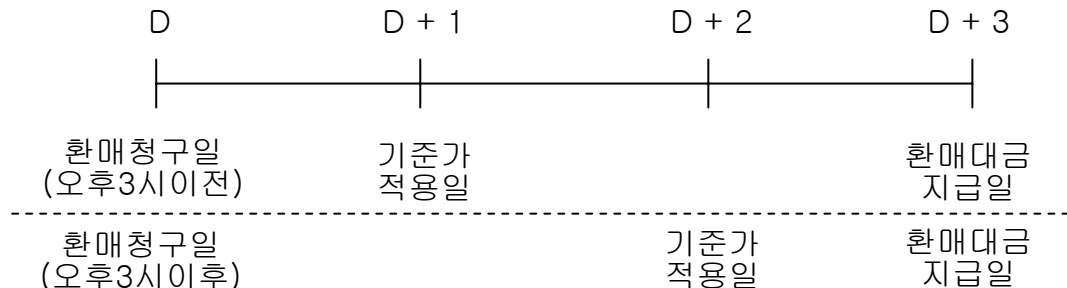 D D + 1 D + 2 D + 3
환매청구일 기준가 환매대금
(오후3시이전) 적용일 지급일
환매청구일 기준가 환매대금
(오후3시이후) 적용일 지급일